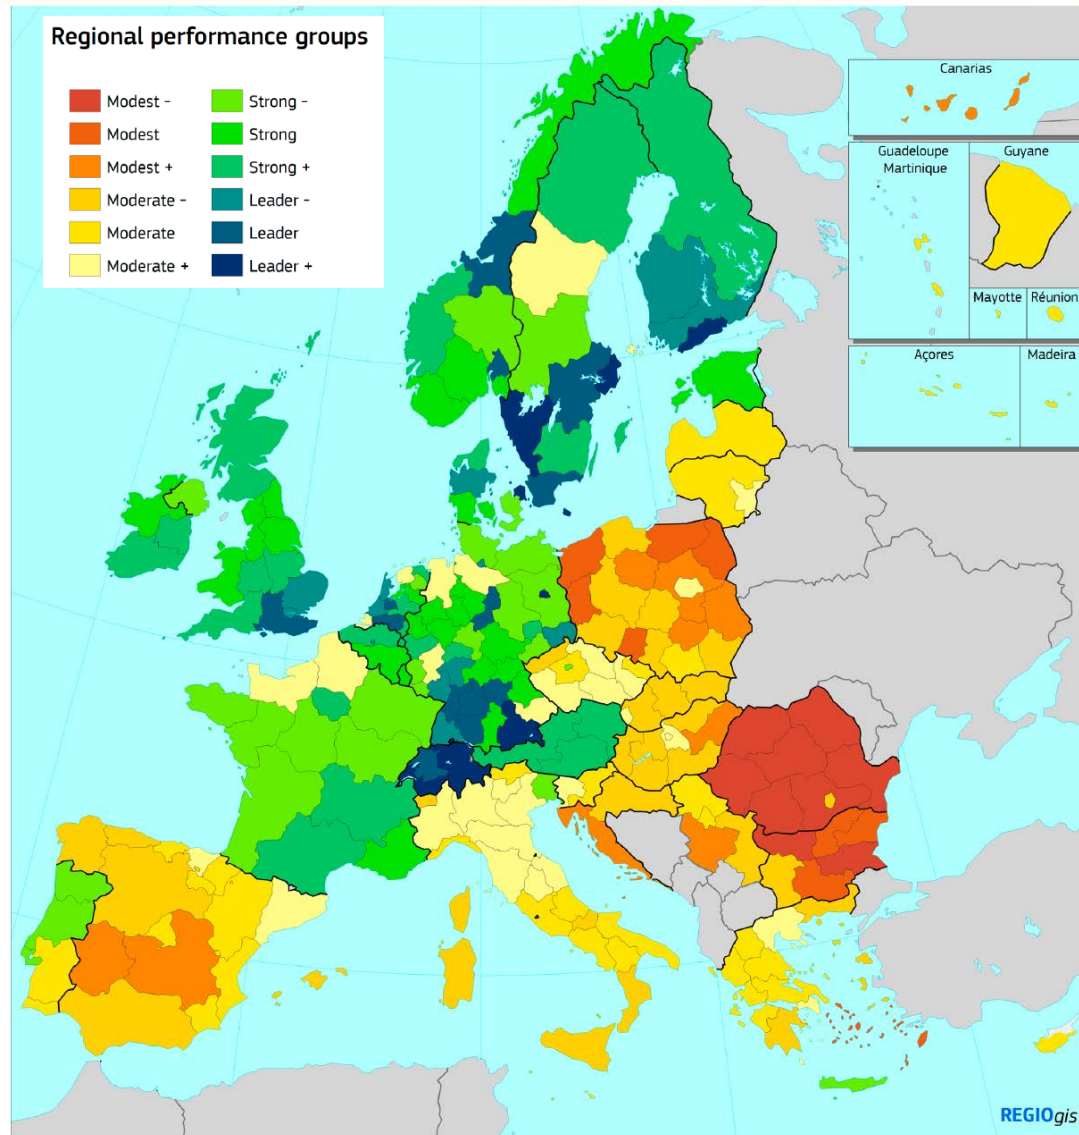 Regional performance groups
Modest -
Modest
Modest +
Moderate -
Moderate
Moderate +
Strong -
Strong
Strong +
Leader -
Leader
Leader +
Canarias
Guadeloupe
Martinique
Guyane
Mayotte
Réunion
Açores
Madeira
REGIOgis